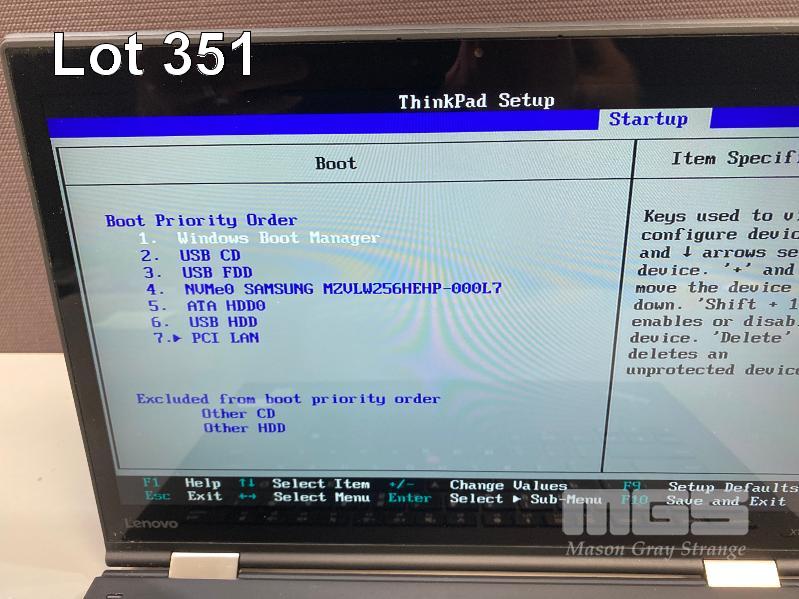 Lot 351
ThinkPad Setup
Startup
Boot
Item Specif
Boot Priority Order
1. Windows Boot Manager
2. USB CD
3. USB FDD
4. NVMe0 SAMSUNG MZVLW256HEHP-000L7
5. ATA HDD0
6. USB HDD
7.▶ PCI LAN
Excluded from boot priority order
Other CD
Other HDD
Keys used to vi
configure devic
and ↓ arrows se
device. '+' and
move the device
down. 'Shift + 1
enables or disab
device. 'Delete'
deletes an
unprotected device
F1 Help ↑↓ Select Item +/- Change Values F9 Setup Defaults
Esc Exit ←→ Select Menu Enter Select ▶ Sub-Menu F10 Save and Exit
Lenovo
MGS
Mason Gray Strange